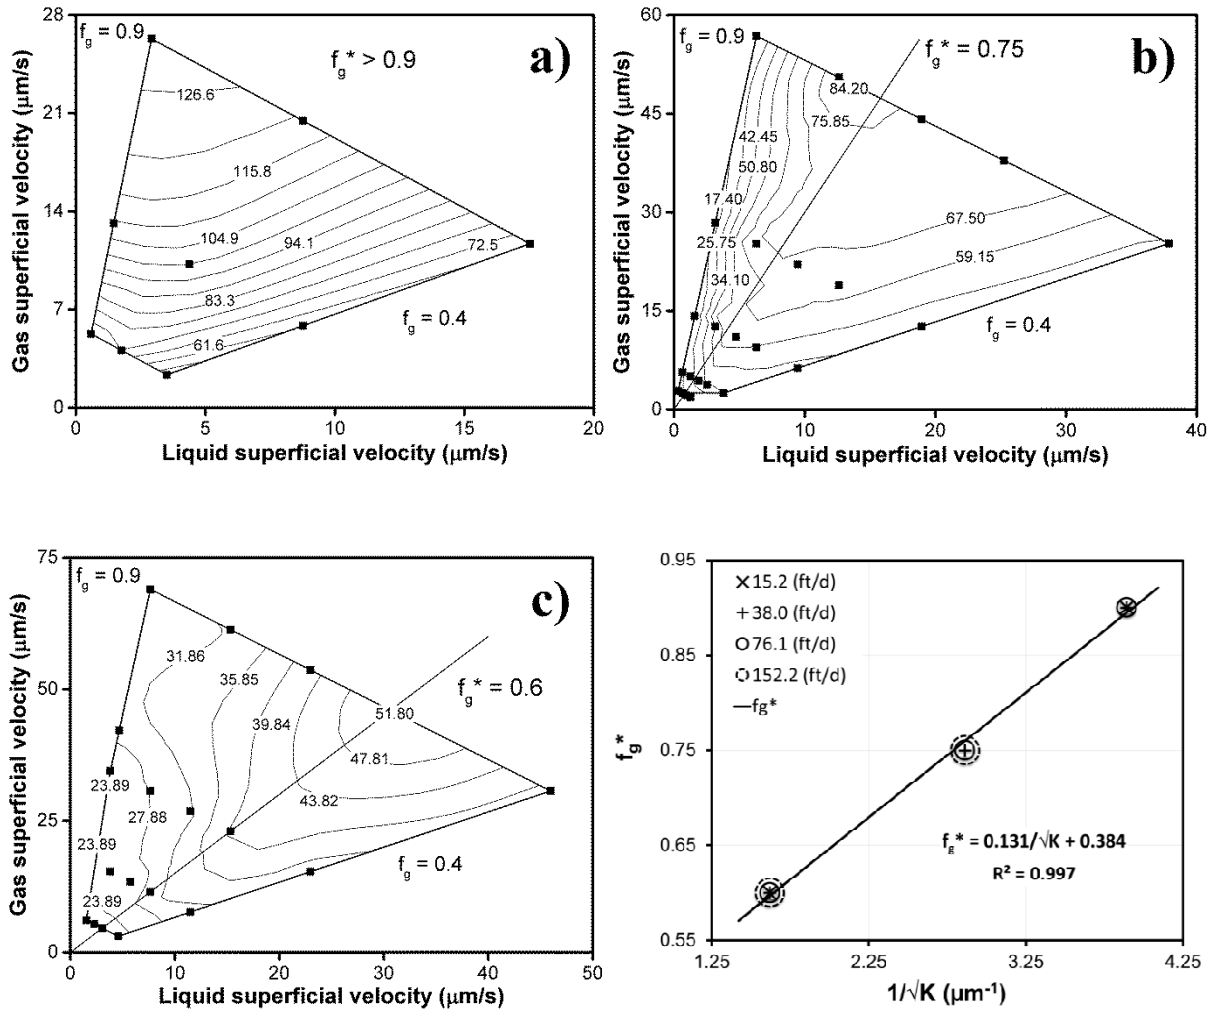 28
21
14
7
0
Gas superficial velocity (μm/s)
f_g = 0.9
f_g* > 0.9
a)
126.6
115.8
104.9
94.1
83.3
72.5
61.6
f_g = 0.4
0 5 10 15 20
Liquid superficial velocity (μm/s)
60
45
30
15
0
Gas superficial velocity (μm/s)
f_g = 0.9
f_g* = 0.75
b)
84.20
75.85
42.45
50.80
17.40
67.50
25.75
59.15
34.10
f_g = 0.4
0 10 20 30 40
Liquid superficial velocity (μm/s)
75
50
25
0
Gas superficial velocity (μm/s)
f_g = 0.9
c)
31.86
35.85
f_g* = 0.6
39.84
51.80
47.81
23.89
27.88
43.82
23.89
f_g = 0.4
23.89
0 10 20 30 40 50
Liquid superficial velocity (μm/s)
0.95
0.85
0.75
0.65
0.55
f_g*
15.2 (ft/d)
38.0 (ft/d)
76.1 (ft/d)
152.2 (ft/d)
fg*
f_g* = 0.131/√K + 0.384
R² = 0.997
1.25 2.25 3.25 4.25
1/√K (μm⁻¹)